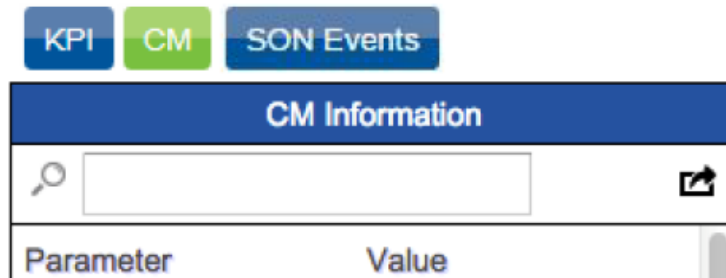 KPI CM SON Events
CM Information
Parameter Value